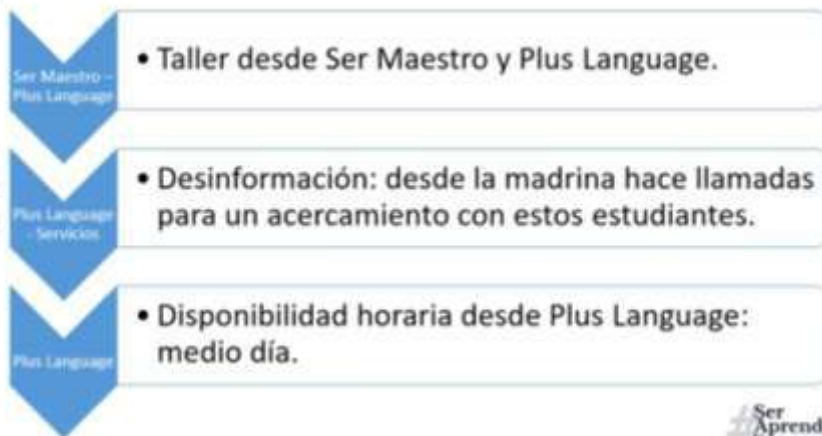 Ser Maestro –
Plus Language
• Taller desde Ser Maestro y Plus Language.
Plus Language
- Servicios
• Desinformación: desde la madrina hace llamadas
para un acercamiento con estos estudiantes.
Plus Language
• Disponibilidad horaria desde Plus Language:
medio día.
#Ser
Aprend